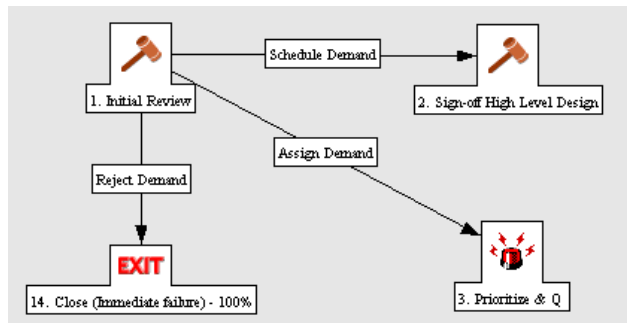 Schedule Demand
1. Initial Review
2. Sign-off High Level Design
Assign Demand
Reject Demand
EXIT
14. Close (Immediate failure) - 100%
3. Prioritize & Q